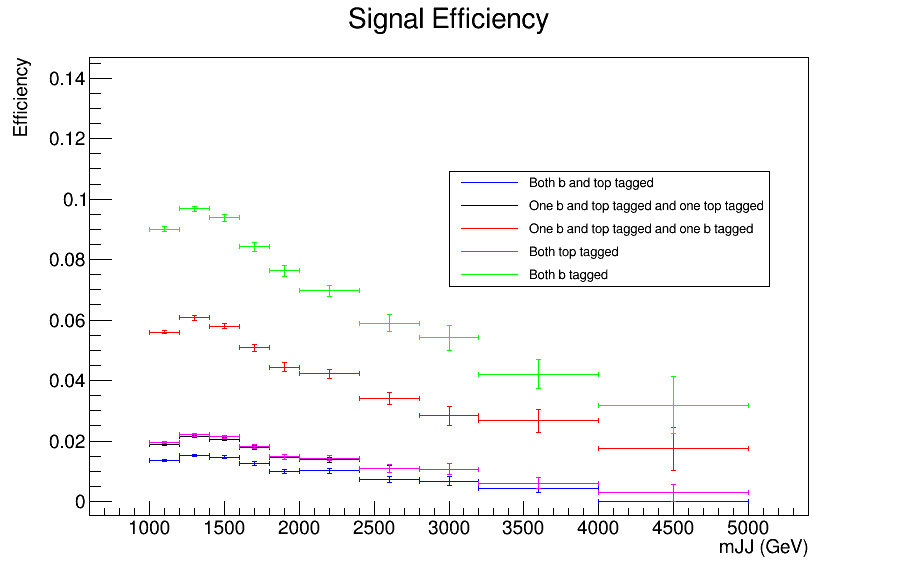 Signal Efficiency
Efficiency
0.14
0.12
0.1
0.08
0.06
0.04
0.02
0
Both b and top tagged
One b and top tagged and one top tagged
One b and top tagged and one b tagged
Both top tagged
Both b tagged
1000 1500 2000 2500 3000 3500 4000 4500 5000
mJJ (GeV)